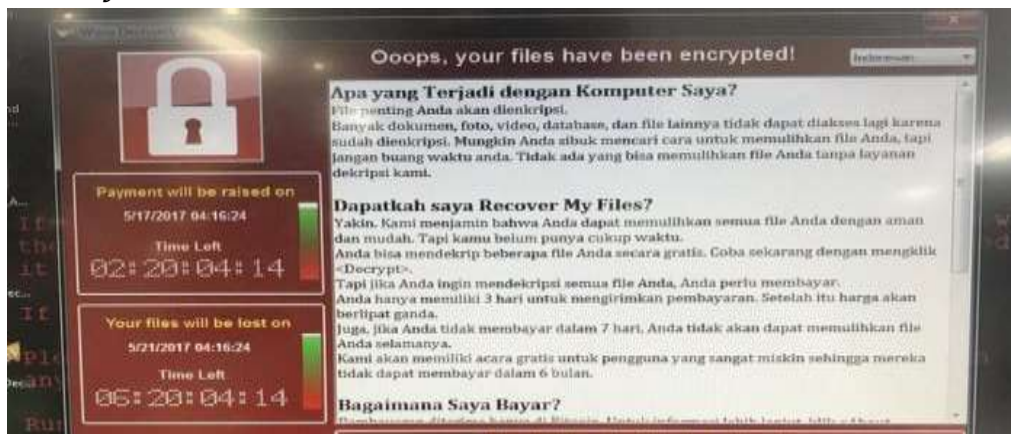 Wana Decrypt0r
Ooops, your files have been encrypted!
Indonesian
Payment will be raised on
5/17/2017 04:16:24
Time Left
02:20:04:14
Your files will be lost on
5/21/2017 04:16:24
Time Left
06:20:04:14
Apa yang Terjadi dengan Komputer Saya?
File penting Anda akan dienkripsi.
Banyak dokumen, foto, video, database, dan file lainnya tidak dapat diakses lagi karena
sudah dienkripsi. Mungkin Anda sibuk mencari cara untuk memulihkan file Anda, tapi
jangan buang waktu anda. Tidak ada yang bisa memulihkan file Anda tanpa layanan
dekripsi kami.
Dapatkah saya Recover My Files?
Yakin. Kami menjamin bahwa Anda dapat memulihkan semua file Anda dengan aman
dan mudah. Tapi kamu belum punya cukup waktu.
Anda bisa mendekrip beberapa file Anda secara gratis. Coba sekarang dengan mengklik
<Decrypt>.
Tapi jika Anda ingin mendekripsi semua file Anda, Anda perlu membayar.
Anda hanya memiliki 3 hari untuk mengirimkan pembayaran. Setelah itu harga akan
berlipat ganda.
Juga, jika Anda tidak membayar dalam 7 hari, Anda tidak akan dapat memulihkan file
Anda selamanya.
Kami akan memiliki acara gratis untuk pengguna yang sangat miskin sehingga mereka
tidak dapat membayar dalam 6 bulan.
Bagaimana Saya Bayar?